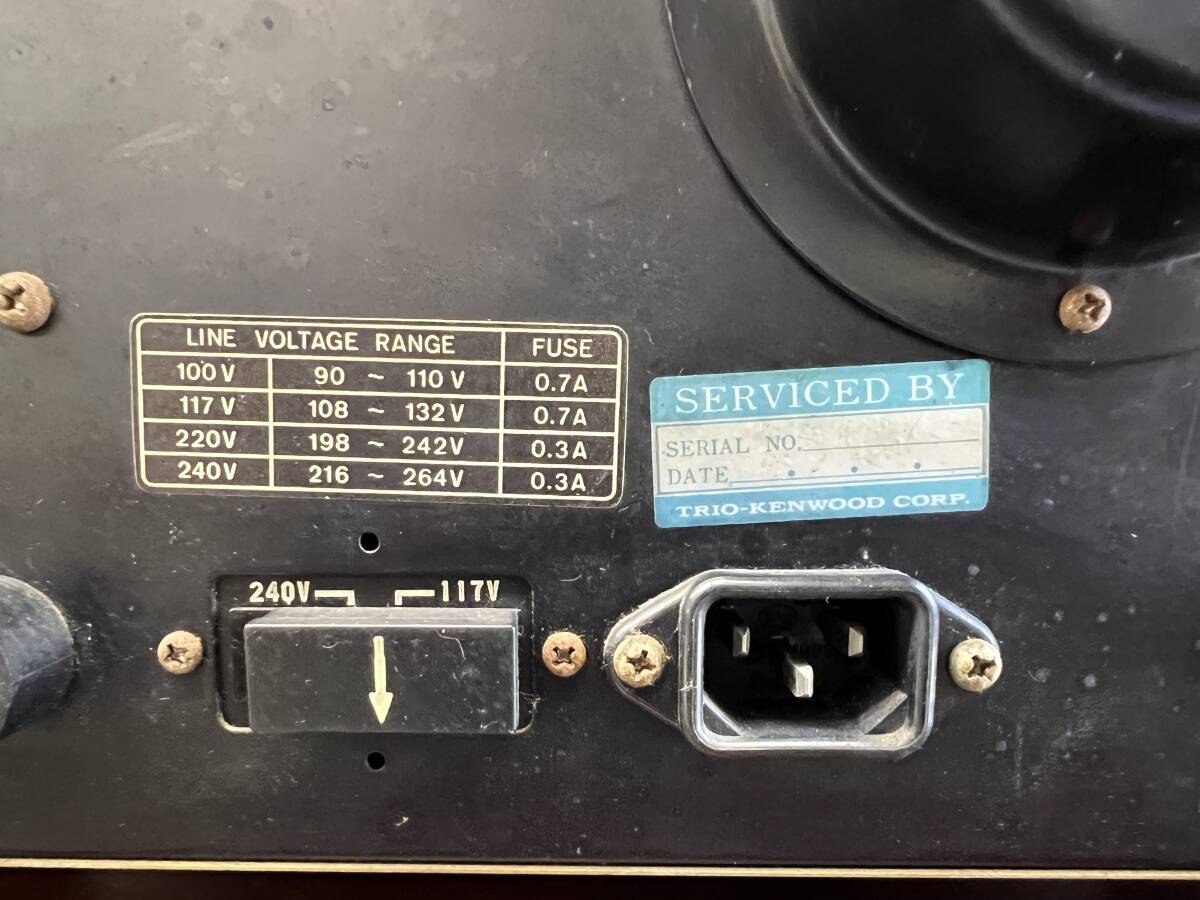 LINE VOLTAGE RANGE FUSE
100V 90 ~ 110V 0.7A
117V 108 ~ 132V 0.7A
220V 198 ~ 242V 0.3A
240V 216 ~ 264V 0.3A
SERVICED BY
SERIAL NO.
DATE
TRIO-KENWOOD CORP.
240V 117V